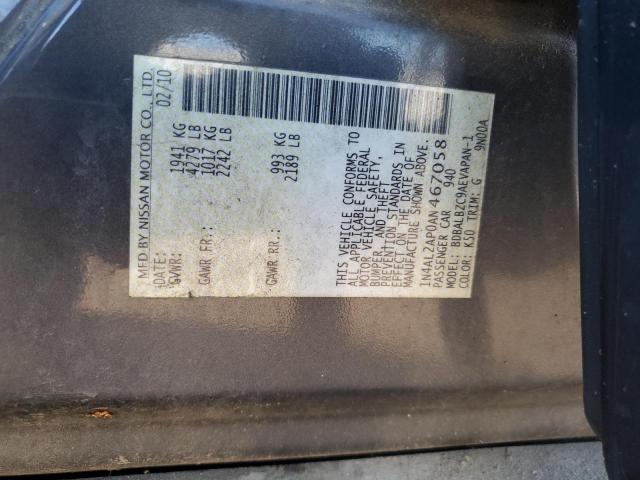 MFD BY NISSAN MOTOR CO., LTD.
DATE: 02/10
GVWR: 1941 KG
4279 LB
GAWR FR: 1017 KG
2242 LB
GAWR RR: 993 KG
2189 LB
THIS VEHICLE CONFORMS TO
ALL APPLICABLE FEDERAL
MOTOR VEHICLE SAFETY,
BUMPER, AND THEFT
PREVENTION STANDARDS IN
EFFECT ON THE DATE OF
MANUFACTURE SHOWN ABOVE.
1N4AL2AP0AN467058
PASSENGER CAR 940
MODEL: BDBALBZC9AEVAPAN-1
COLOR: K50 TRIM: G 9N00A